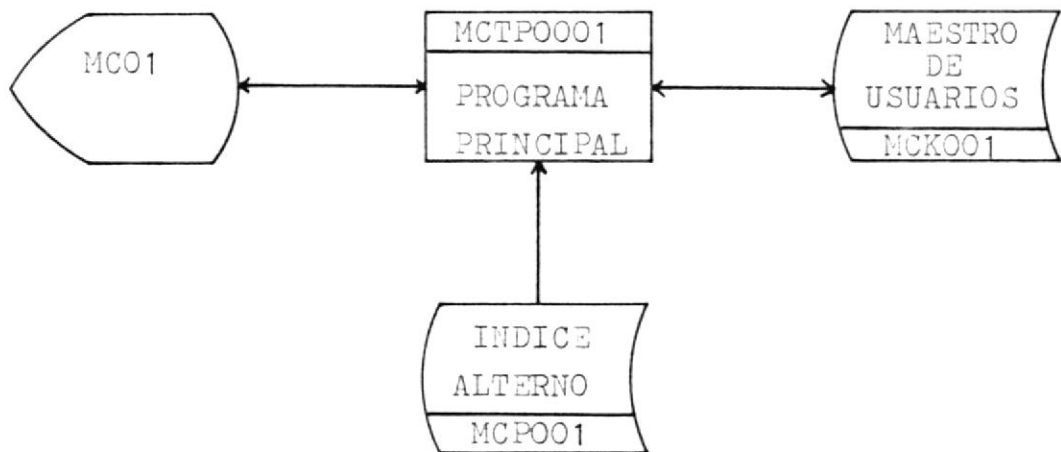 MC01
MCTP0001
PROGRAMA
PRINCIPAL
MAESTRO
DE
USUARIOS
MCK001
INDICE
ALTERNO
MCP001